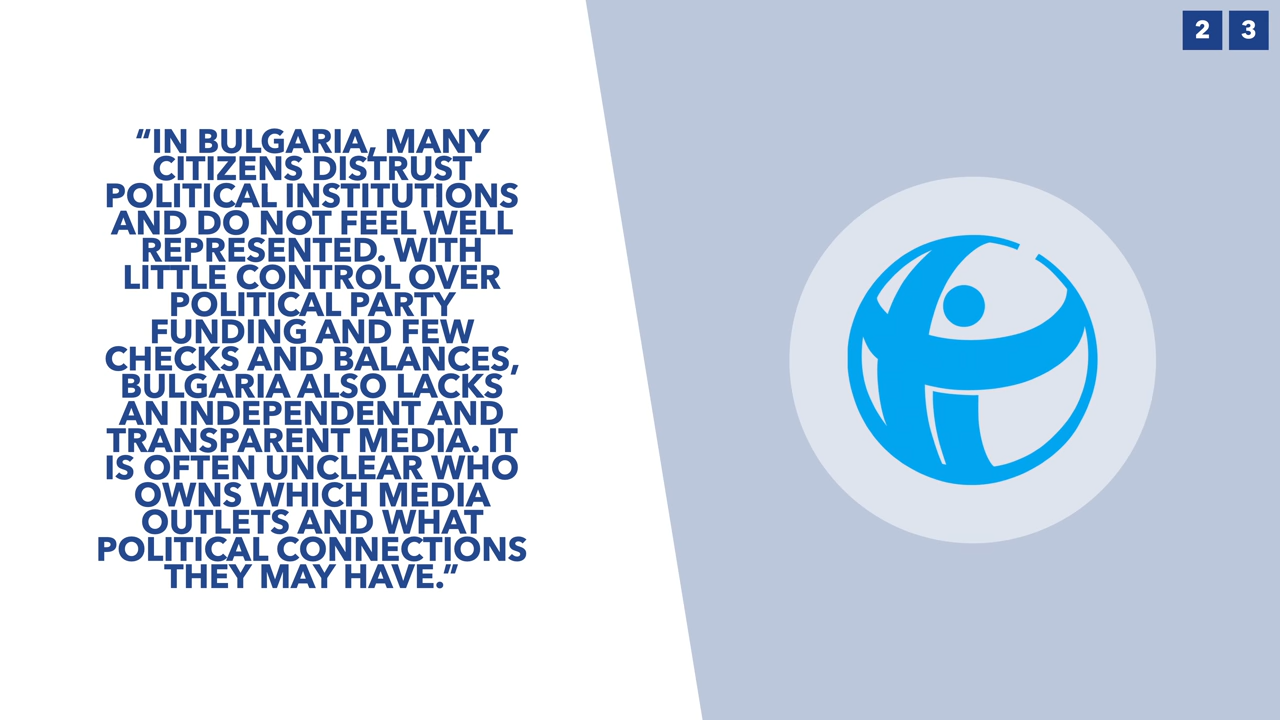 “IN BULGARIA, MANY
CITIZENS DISTRUST
POLITICAL INSTITUTIONS
AND DO NOT FEEL WELL
REPRESENTED. WITH
LITTLE CONTROL OVER
POLITICAL PARTY
FUNDING AND FEW
CHECKS AND BALANCES,
BULGARIA ALSO LACKS
AN INDEPENDENT AND
TRANSPARENT MEDIA. IT
IS OFTEN UNCLEAR WHO
OWNS WHICH MEDIA
OUTLETS AND WHAT
POLITICAL CONNECTIONS
THEY MAY HAVE.”
2 3